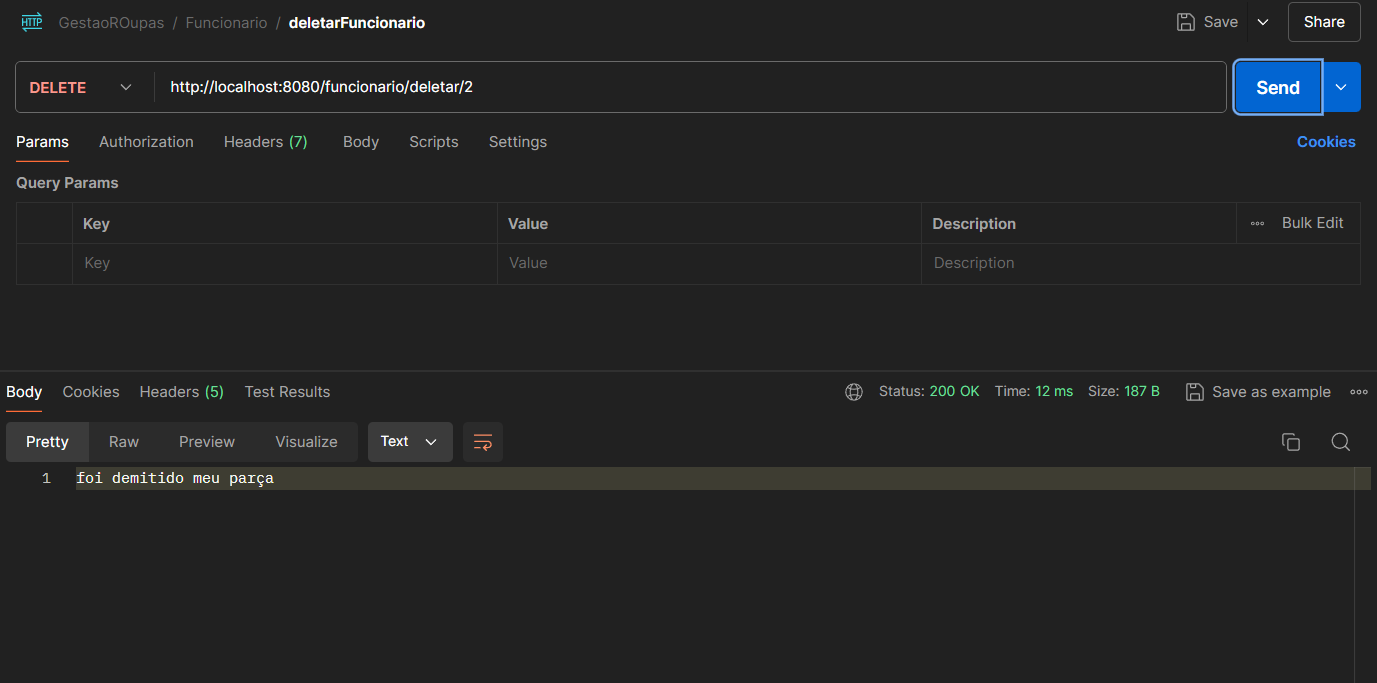 HTTP GestaoROupas / Funcionario / deletarFuncionario Save Share
DELETE http://localhost:8080/funcionario/deletar/2 Send
Params Authorization Headers (7) Body Scripts Settings Cookies
Query Params
Key Value Description Bulk Edit
Key Value Description
Body Cookies Headers (5) Test Results Status: 200 OK Time: 12 ms Size: 187 B Save as example
Pretty Raw Preview Visualize Text
1 foi demitido meu parça